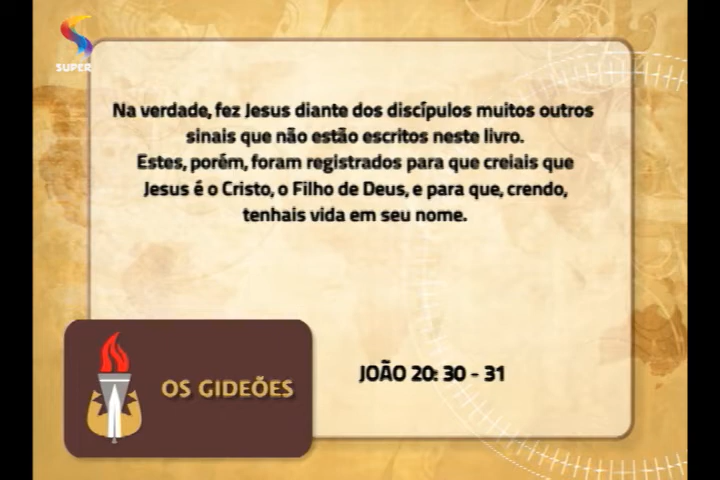 SUPER
Na verdade, fez Jesus diante dos discípulos muitos outros
sinais que não estão escritos neste livro.
Estes, porém, foram registrados para que creiais que
Jesus é o Cristo, o Filho de Deus, e para que, crendo,
tenhais vida em seu nome.
OS GIDEÕES
JOÃO 20: 30 - 31